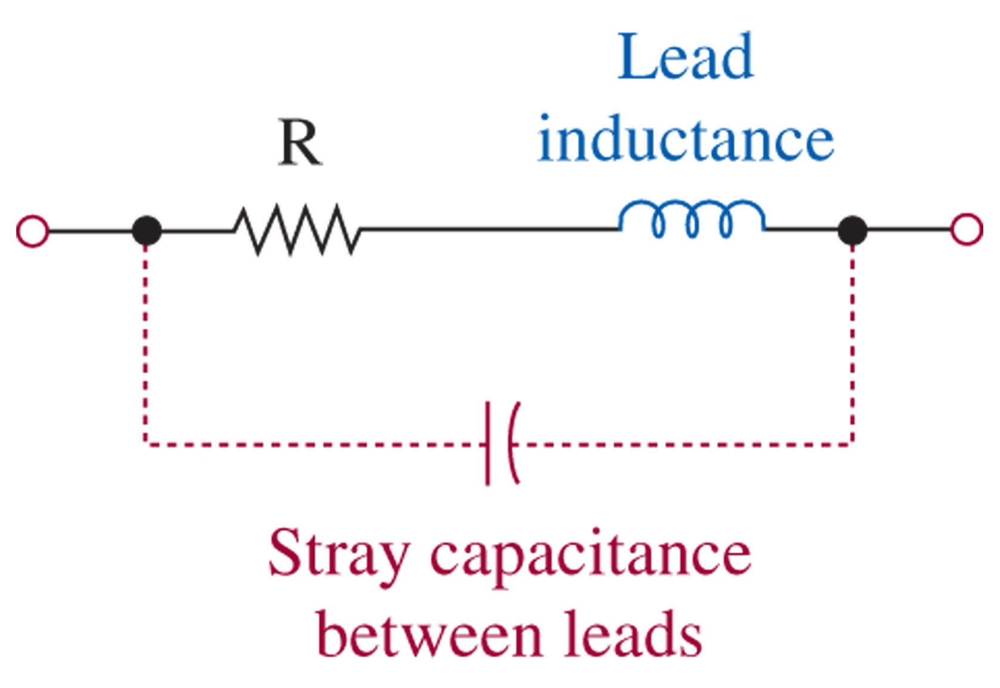 Lead
inductance
R
Stray capacitance
between leads